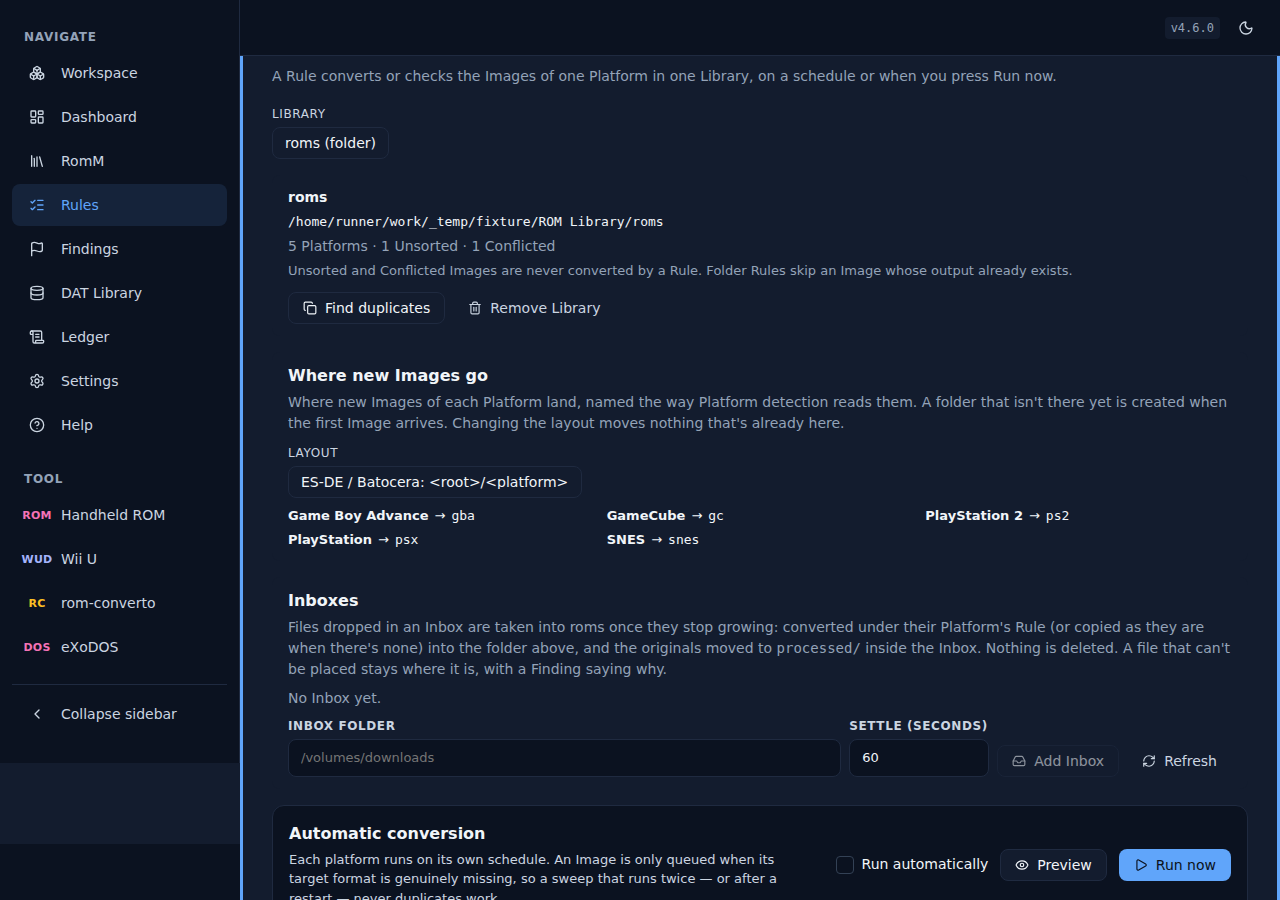 NAVIGATE
Workspace
Dashboard
RomM
Rules
Findings
DAT Library
Ledger
Settings
Help
TOOL
ROM Handheld ROM
WUD Wii U
RC rom-converto
DOS eXoDOS
Collapse sidebar
v4.6.0
A Rule converts or checks the Images of one Platform in one Library, on a schedule or when you press Run now.
LIBRARY
roms (folder)
roms
/home/runner/work/_temp/fixture/ROM Library/roms
5 Platforms · 1 Unsorted · 1 Conflicted
Unsorted and Conflicted Images are never converted by a Rule. Folder Rules skip an Image whose output already exists.
Find duplicates Remove Library
Where new Images go
Where new Images of each Platform land, named the way Platform detection reads them. A folder that isn't there yet is created when
the first Image arrives. Changing the layout moves nothing that's already here.
LAYOUT
ES-DE / Batocera: <root>/<platform>
Game Boy Advance → gba GameCube → gc PlayStation 2 → ps2
PlayStation → psx SNES → snes
Inboxes
Files dropped in an Inbox are taken into roms once they stop growing: converted under their Platform's Rule (or copied as they are
when there's none) into the folder above, and the originals moved to processed/ inside the Inbox. Nothing is deleted. A file that can't
be placed stays where it is, with a Finding saying why.
No Inbox yet.
INBOX FOLDER SETTLE (SECONDS)
/volumes/downloads 60 Add Inbox Refresh
Automatic conversion
Each platform runs on its own schedule. An Image is only queued when its
target format is genuinely missing, so a sweep that runs twice — or after a
restart — never duplicates work.
Run automatically Preview Run now